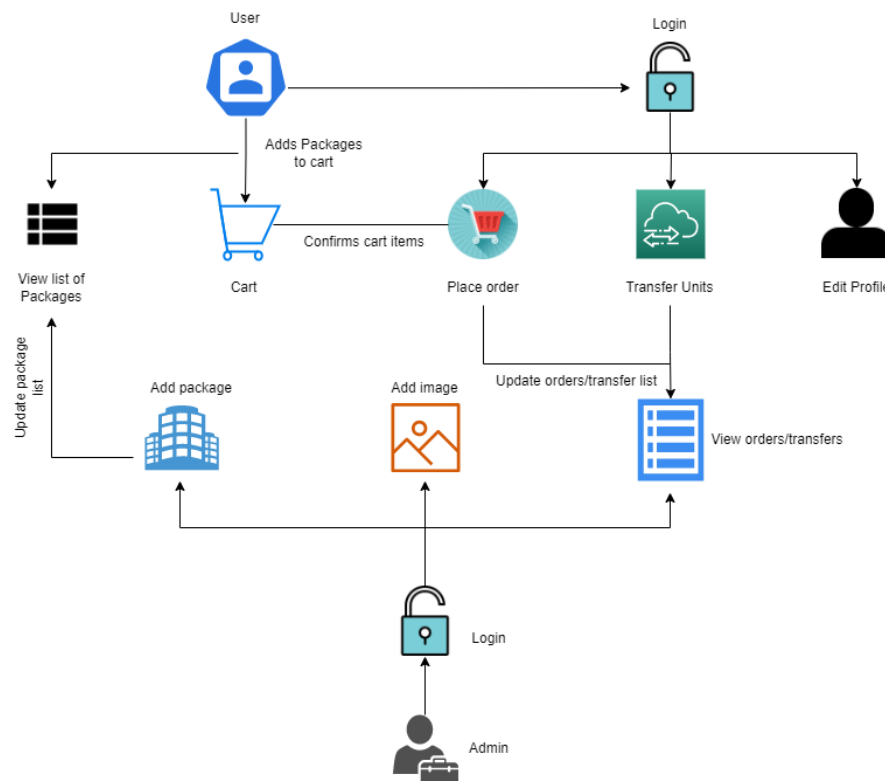 User
Login
Adds Packages
to cart
Confirms cart items
View list of
Packages
Cart
Place order
Transfer Units
Edit Profile
Update package
list
Add package
Add image
Update orders/transfer list
View orders/transfers
Login
Admin